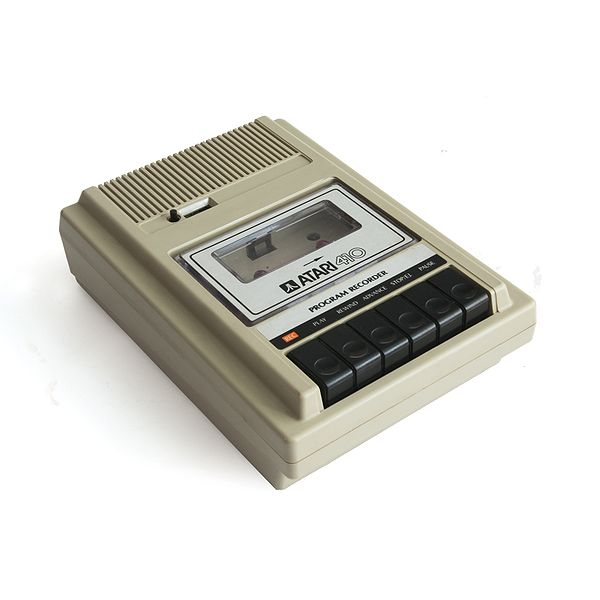 ATARI 410
PROGRAM RECORDER
REC PLAY REWIND ADVANCE STOP/EJ PAUSE